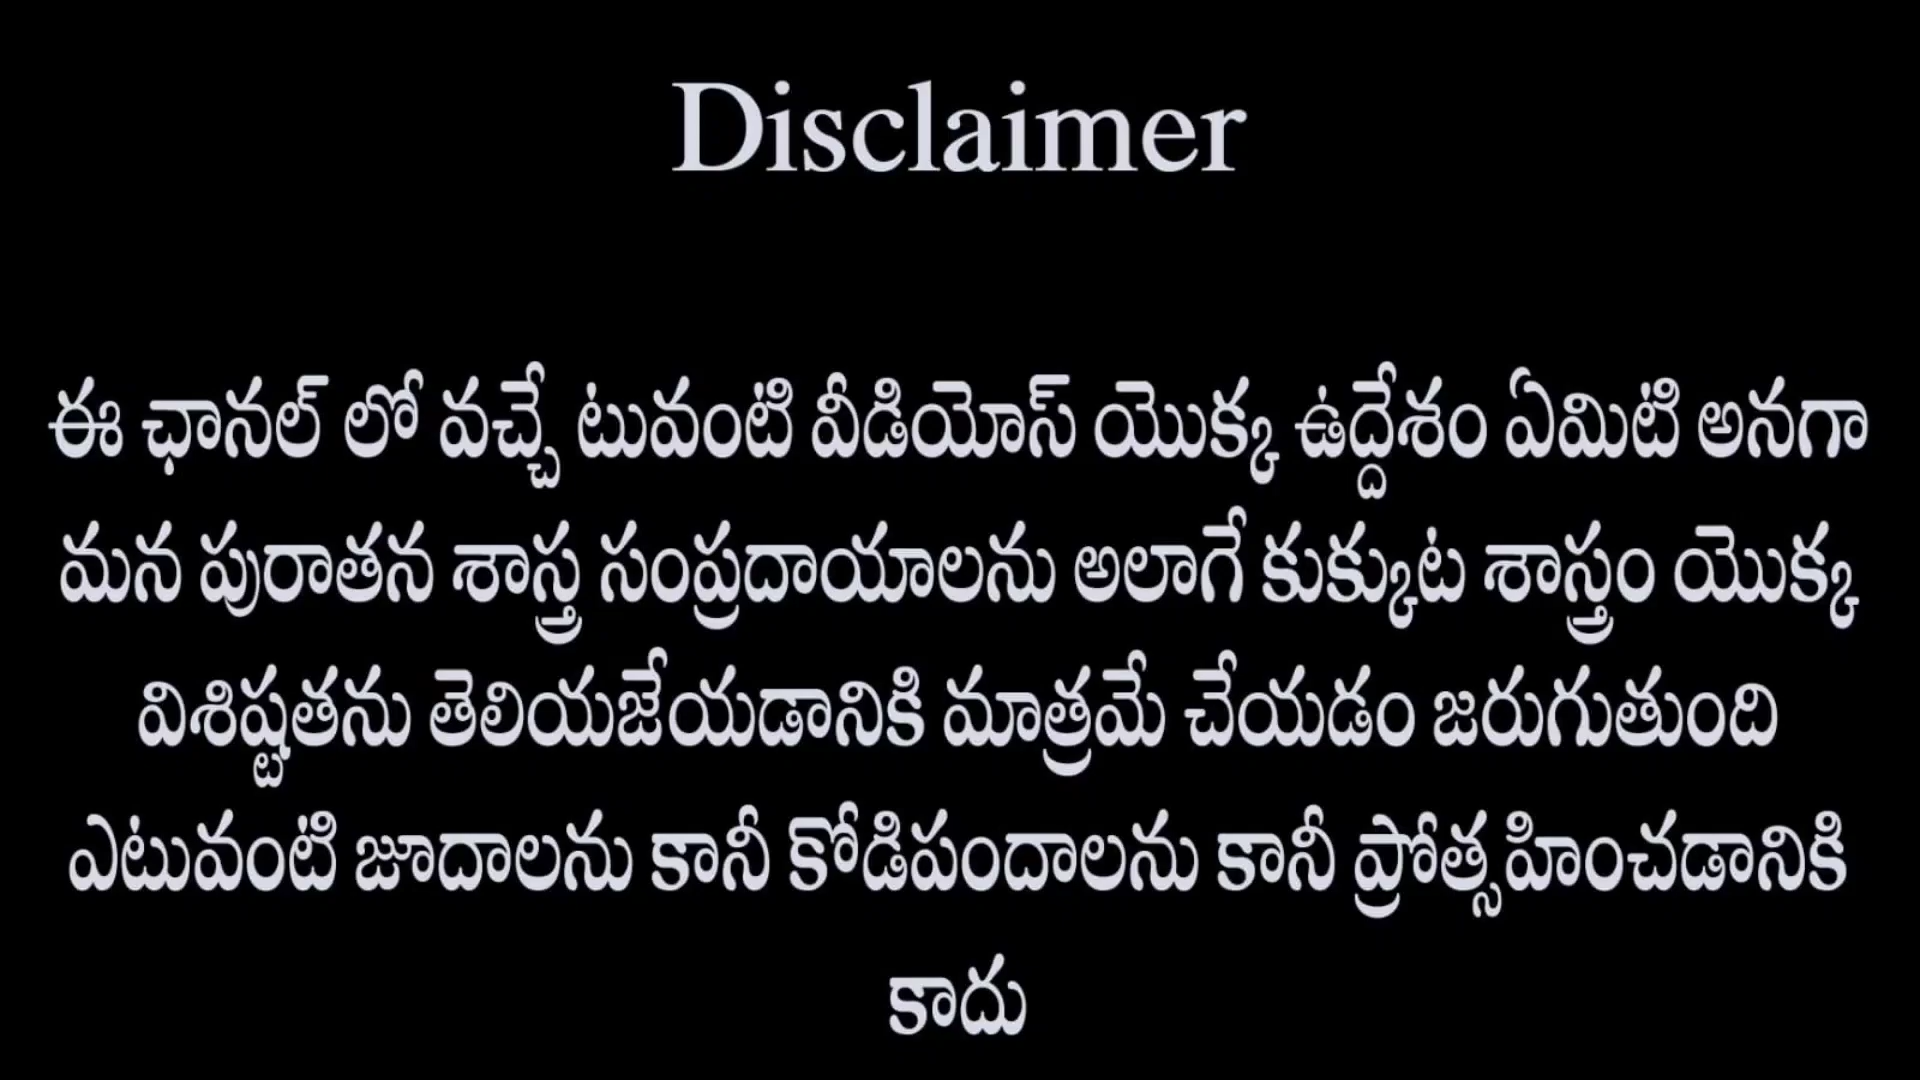 Disclaimer
ఈ ఛానల్ లో వచ్చే టువంటి వీడియోస్ యొక్క ఉద్దేశం ఏమిటి అనగా
మన పురాతన శాస్త్ర సంప్రదాయాలను అలాగే కుక్కుట శాస్త్రం యొక్క
విశిష్టతను తెలియజేయడానికి మాత్రమే చేయడం జరుగుతుంది
ఎటువంటి జూదాలను కానీ కోడిపందాలను కానీ ప్రోత్సహించడానికి
కాదు